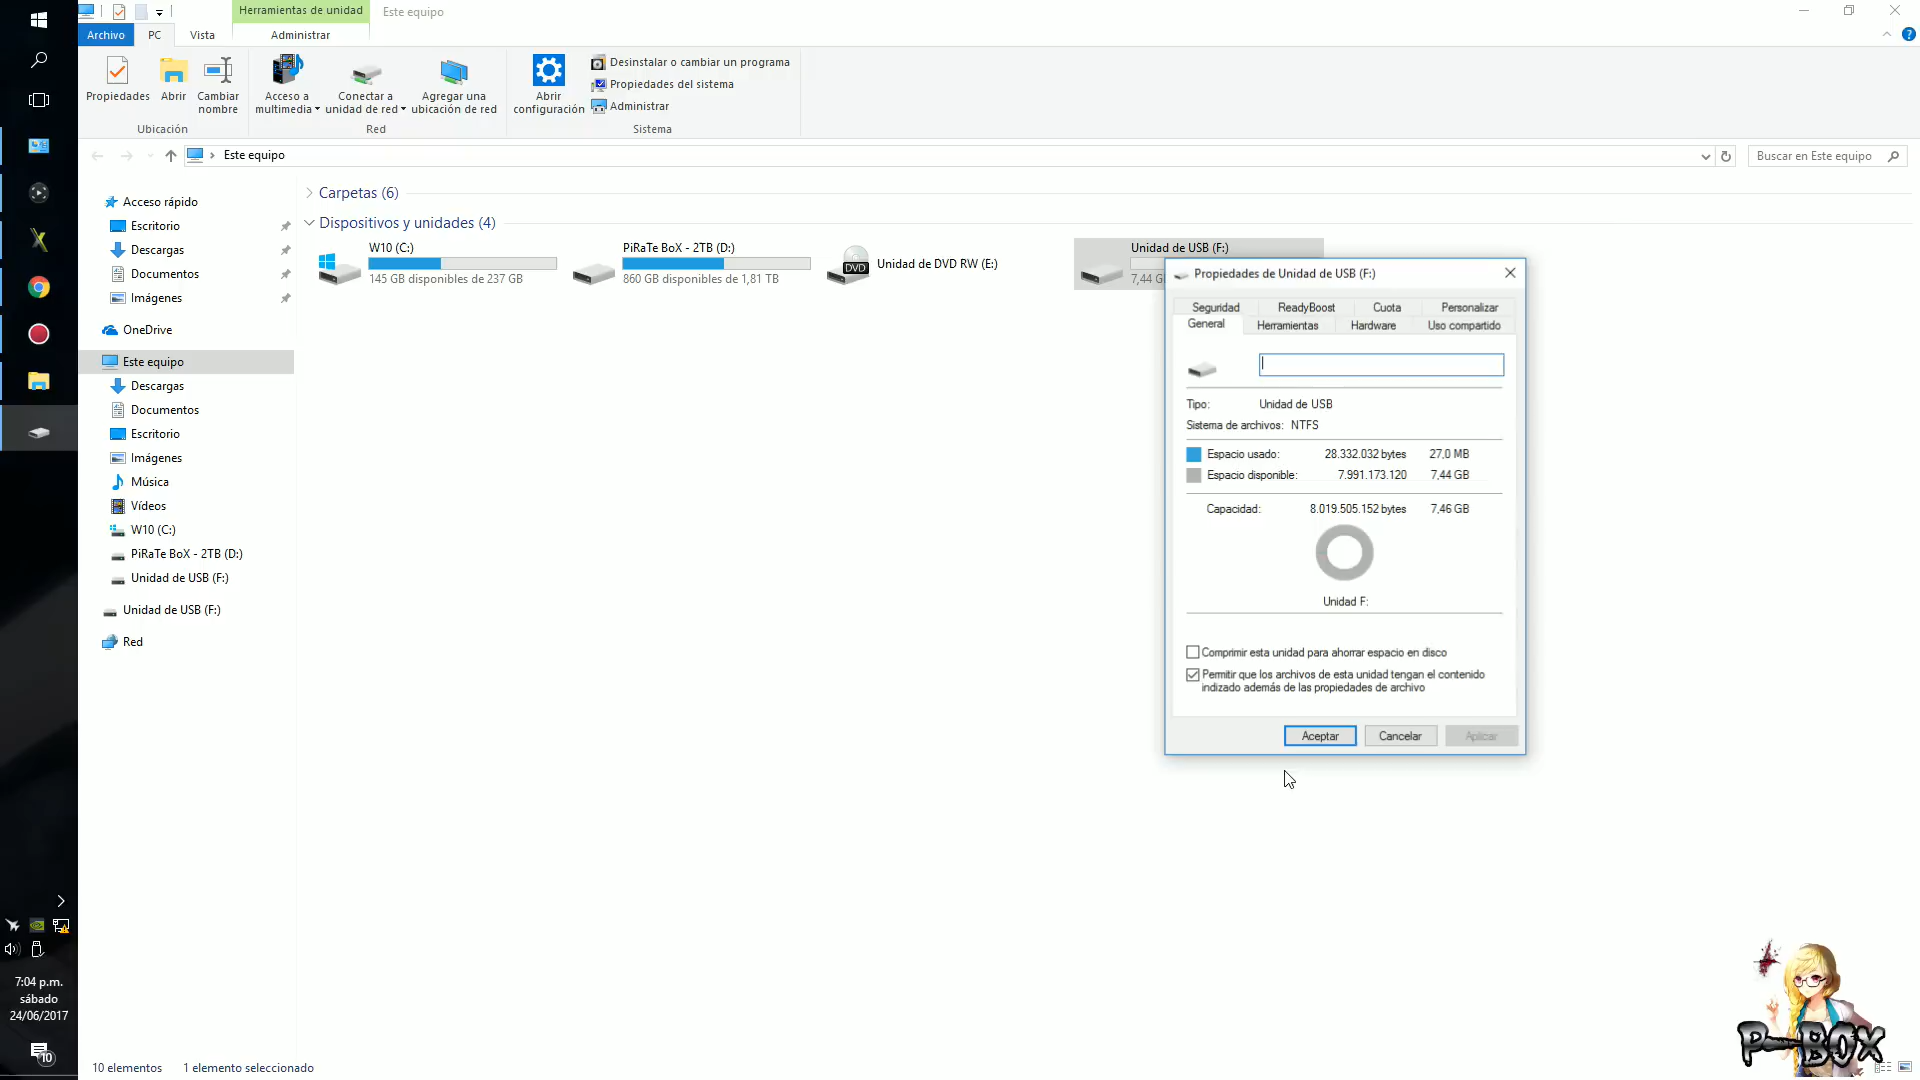 Herramientas de unidad
Este equipo
Archivo
PC
Vista
Administrar
Propiedades
Abrir
Cambiar
nombre
Ubicación
Acceso a
multimedia
Conectar a
unidad de red
Agregar una
ubicación de red
Red
Abrir
configuración
Desinstalar o cambiar un programa
Propiedades del sistema
Administrar
Sistema
Este equipo
Buscar en Este equipo
Acceso rápido
Escritorio
Descargas
Documentos
Imágenes
OneDrive
Este equipo
Descargas
Documentos
Escritorio
Imágenes
Música
Vídeos
W10 (C:)
PiRaTe BoX - 2TB (D:)
Unidad de USB (F:)
Unidad de USB (F:)
Red
Carpetas (6)
Dispositivos y unidades (4)
W10 (C:)
145 GB disponibles de 237 GB
PiRaTe BoX - 2TB (D:)
860 GB disponibles de 1,81 TB
DVD
Unidad de DVD RW (E:)
Unidad de USB (F:)
Propiedades de Unidad de USB (F:)
Seguridad
ReadyBoost
Cuota
Personalizar
General
Herramientas
Hardware
Uso compartido
Tipo: Unidad de USB
Sistema de archivos: NTFS
Espacio usado: 28.332.032 bytes 27,0 MB
Espacio disponible: 7.991.173.120 7,44 GB
Capacidad: 8.019.505.152 bytes 7,46 GB
Unidad F:
Comprimir esta unidad para ahorrar espacio en disco
Permitir que los archivos de esta unidad tengan el contenido
indizado además de las propiedades de archivo
Aceptar
Cancelar
Aplicar
7:04 p.m.
sábado
24/06/2017
10
10 elementos
1 elemento seleccionado
P-BOX